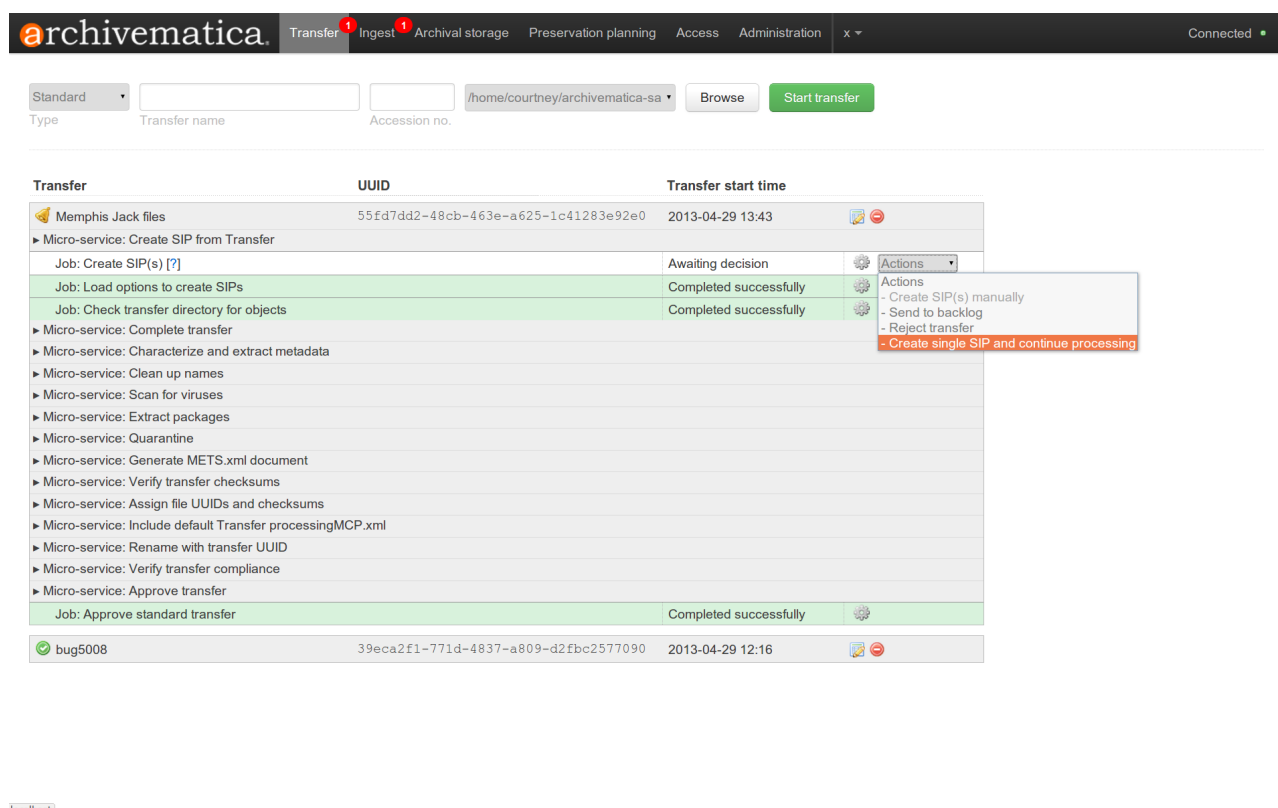 archivematica.
Transfer 1 Ingest 1 Archival storage Preservation planning Access Administration x Connected
Standard /home/courtney/archivematica-sa Browse Start transfer
Type Transfer name Accession no.
Transfer UUID Transfer start time
Memphis Jack files 55fd7dd2-48cb-463e-a625-1c41283e92e0 2013-04-29 13:43
Micro-service: Create SIP from Transfer
Job: Create SIP(s) [?] Awaiting decision Actions
Job: Load options to create SIPs Completed successfully
Job: Check transfer directory for objects Completed successfully
Actions
- Create SIP(s) manually
- Send to backlog
- Reject transfer
- Create single SIP and continue processing
Micro-service: Complete transfer
Micro-service: Characterize and extract metadata
Micro-service: Clean up names
Micro-service: Scan for viruses
Micro-service: Extract packages
Micro-service: Quarantine
Micro-service: Generate METS.xml document
Micro-service: Verify transfer checksums
Micro-service: Assign file UUIDs and checksums
Micro-service: Include default Transfer processingMCP.xml
Micro-service: Rename with transfer UUID
Micro-service: Verify transfer compliance
Micro-service: Approve transfer
Job: Approve standard transfer Completed successfully
bug5008 39eca2f1-771d-4837-a809-d2fbc2577090 2013-04-29 12:16